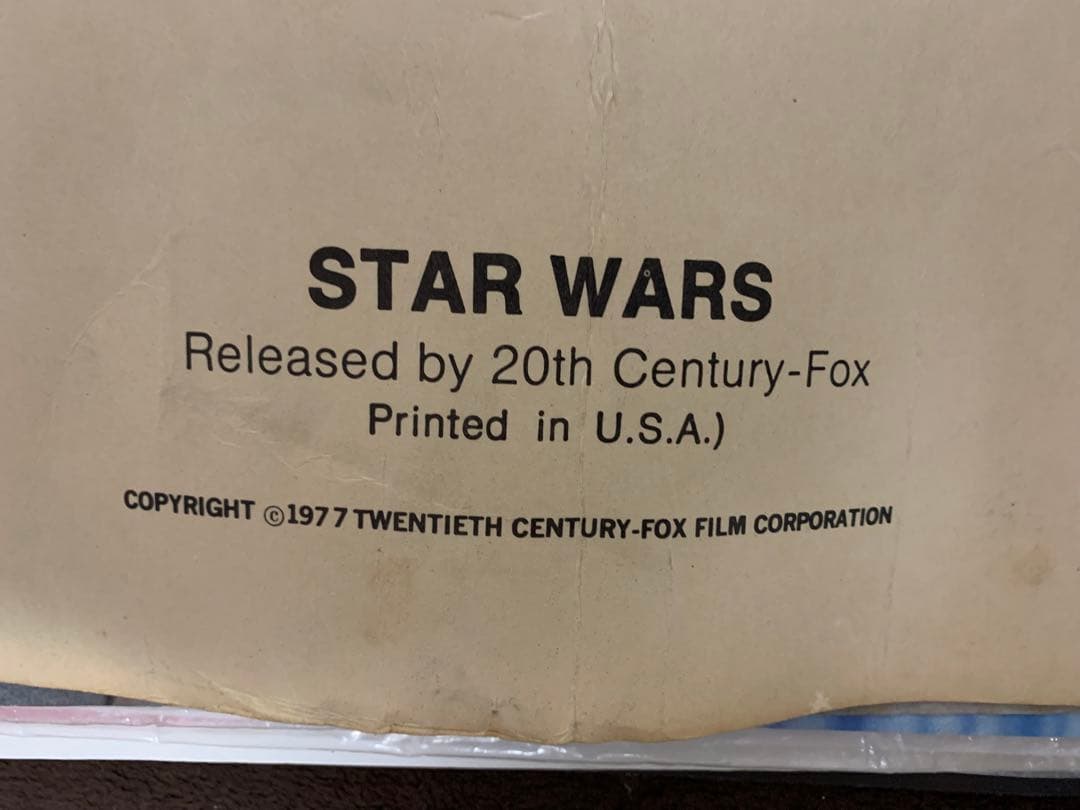 STAR WARS
Released by 20th Century-Fox
Printed in U.S.A.)
COPYRIGHT ©1977 TWENTIETH CENTURY-FOX FILM CORPORATION